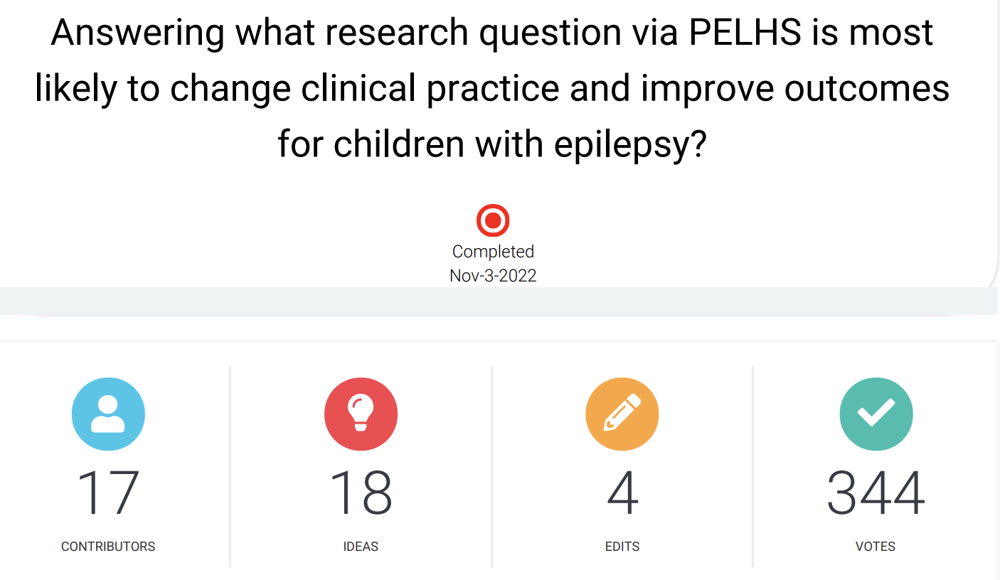 Answering what research question via PELHS is most
likely to change clinical practice and improve outcomes
for children with epilepsy?
Completed
Nov-3-2022
17
18
4
344
CONTRIBUTORS
IDEAS
EDITS
VOTES